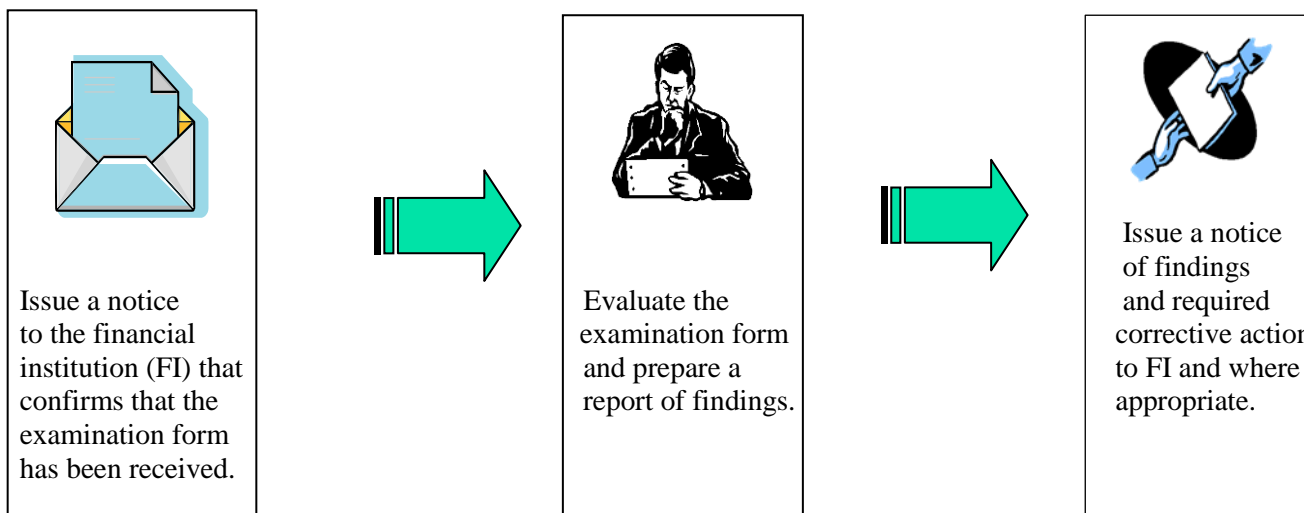 Issue a notice
to the financial
institution (FI) that
confirms that the
examination form
has been received.
Evaluate the
examination form
and prepare a
report of findings.
Issue a notice
of findings
and required
corrective action
to FI and where
appropriate.